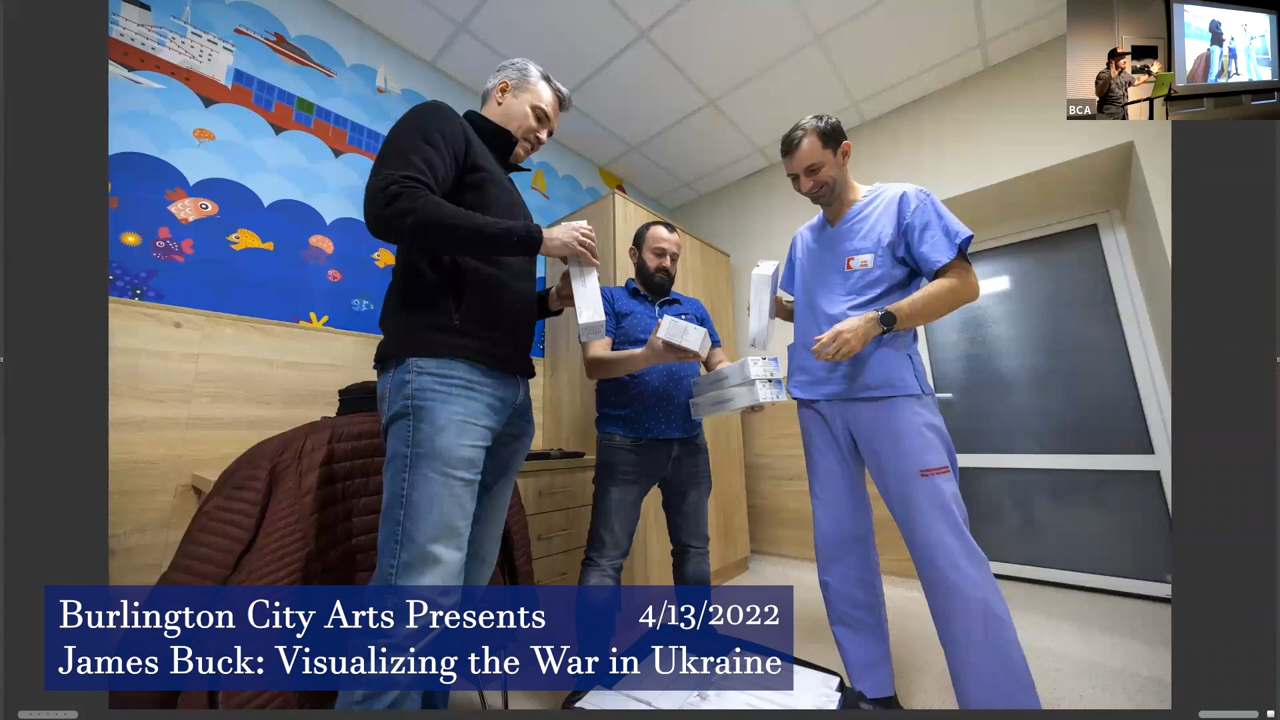 BCA
Burlington City Arts Presents 4/13/2022
James Buck: Visualizing the War in Ukraine